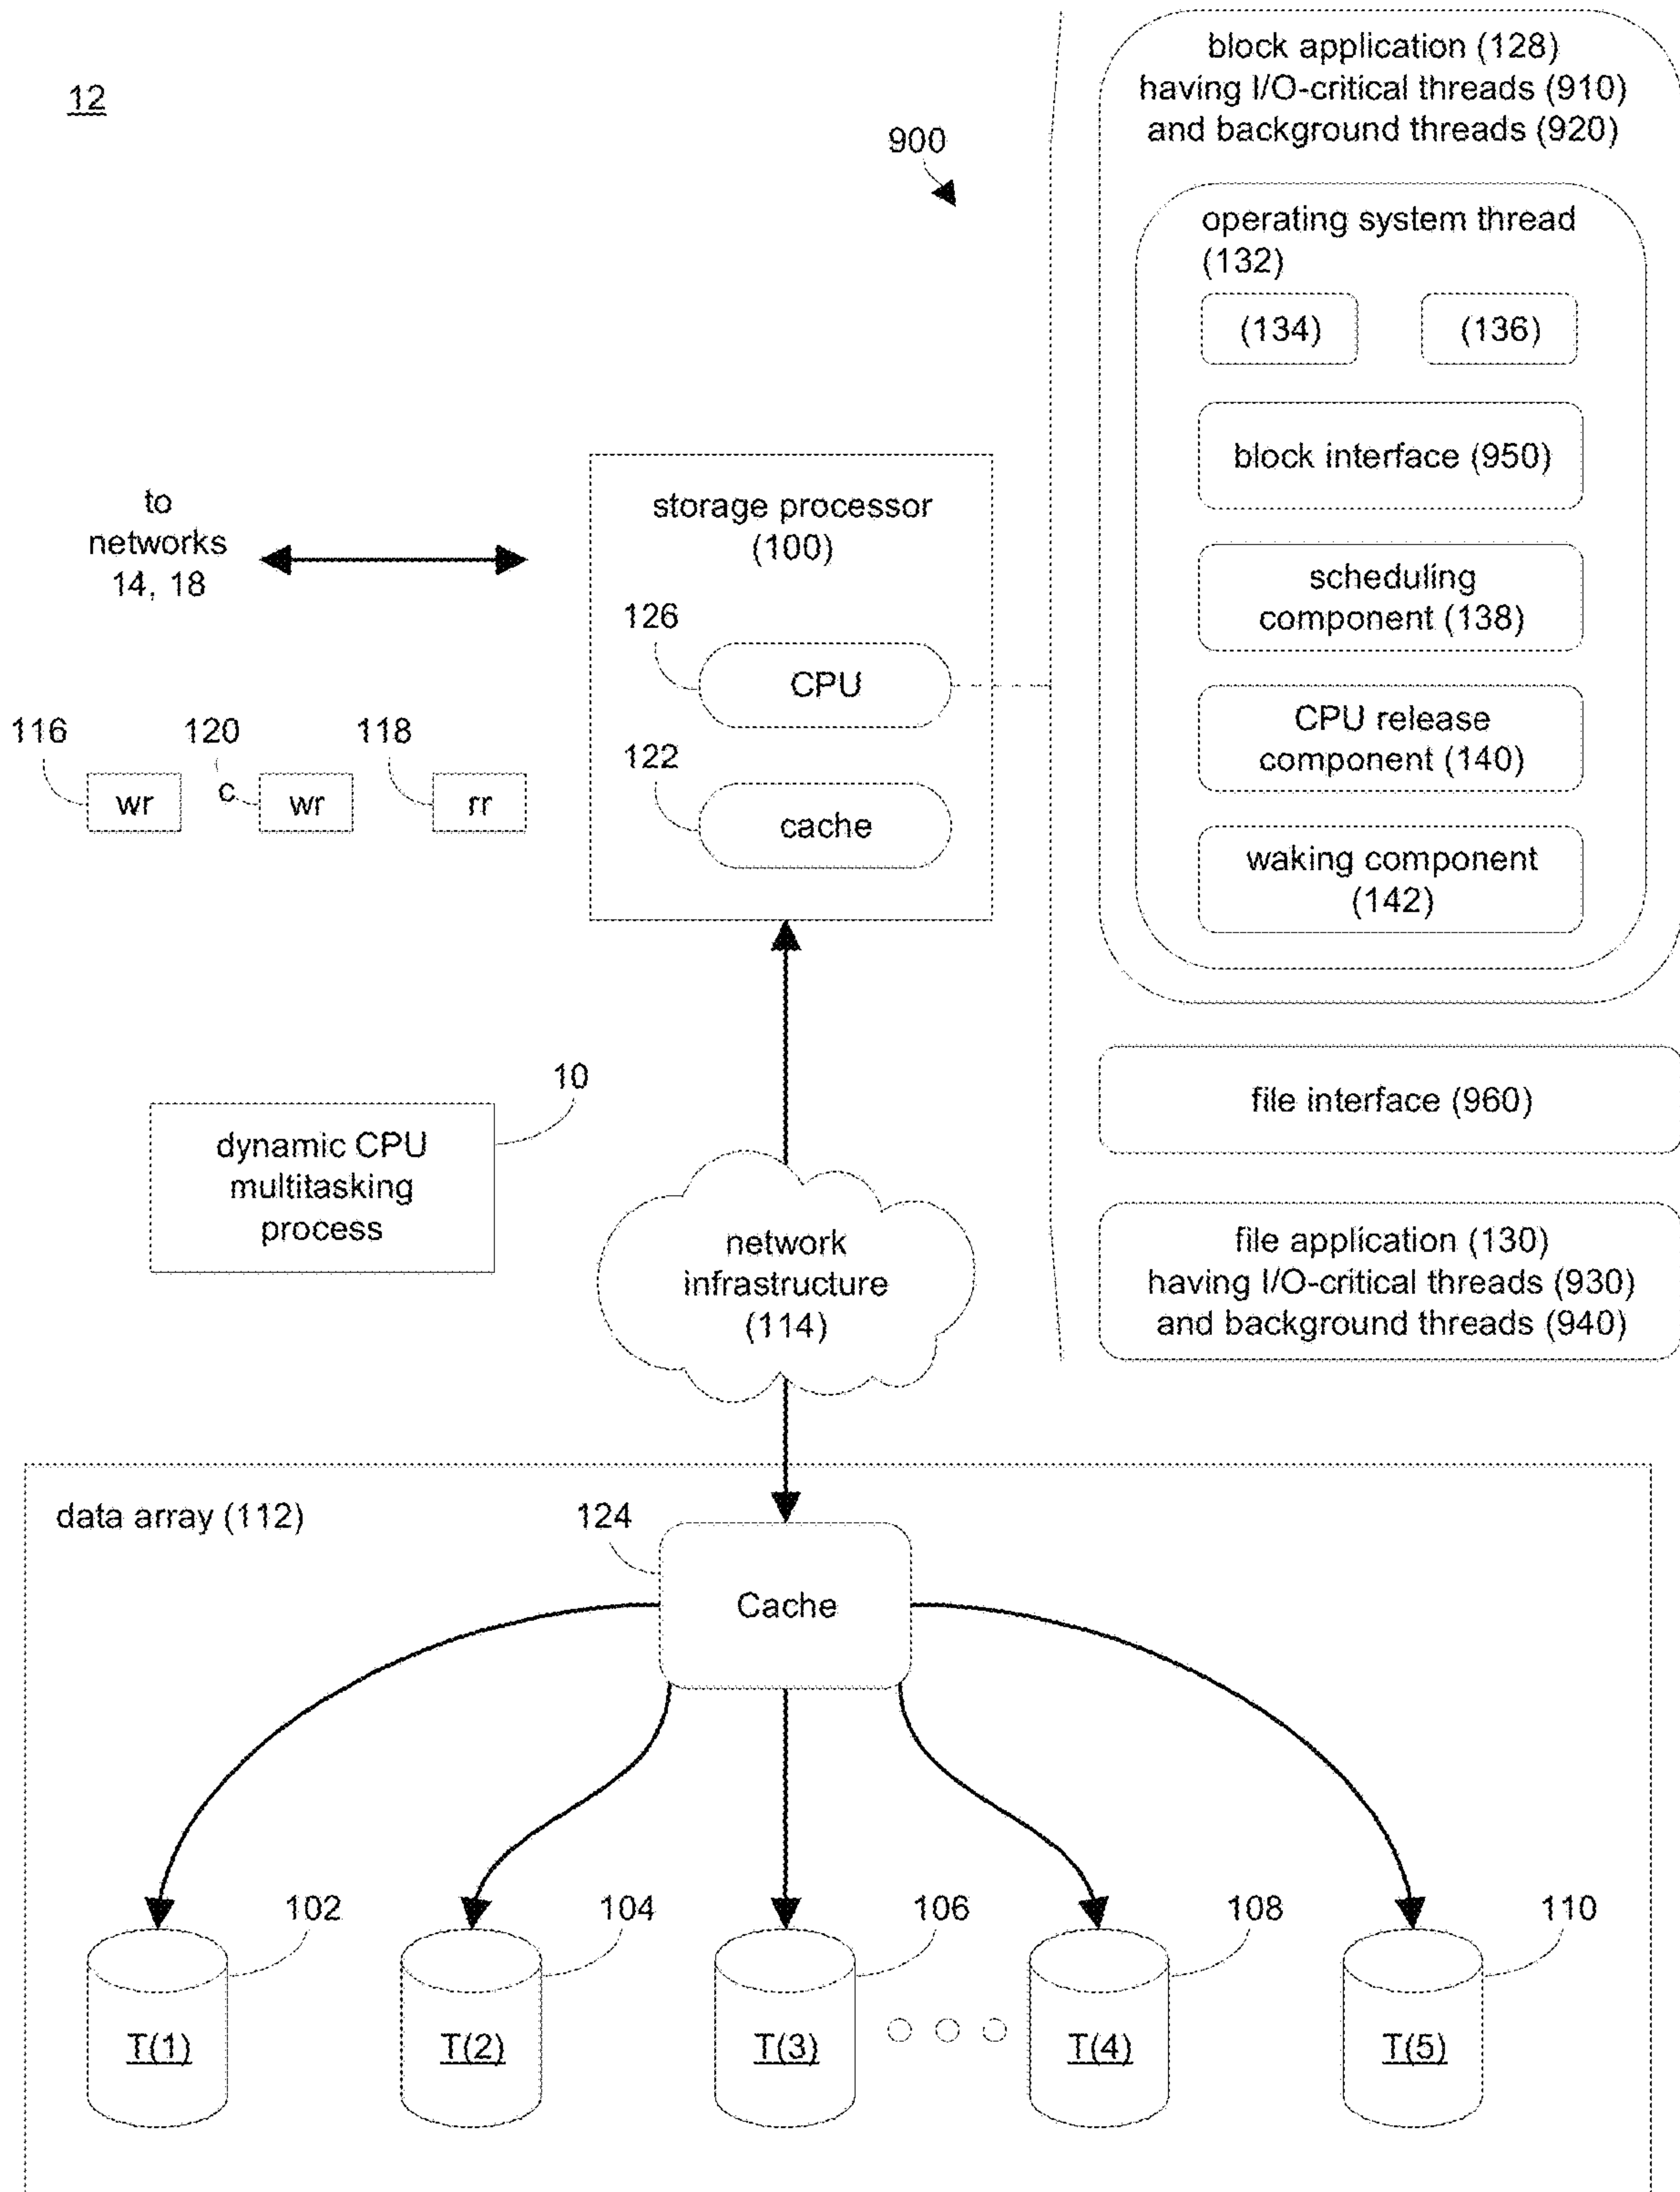 12
900
block application (128)
having I/O-critical threads (910)
and background threads (920)
operating system thread
(132)
(134)
(136)
block interface (950)
scheduling
component (138)
CPU release
component (140)
waking component
(142)
file interface (960)
file application (130)
having I/O-critical threads (930)
and background threads (940)
to
networks
14, 18
storage processor
(100)
126
CPU
122
cache
116
wr
120
c
wr
118
rr
10
dynamic CPU
multitasking
process
network
infrastructure
(114)
data array (112)
124
Cache
102
104
106
108
110
T(1)
T(2)
T(3)
T(4)
T(5)